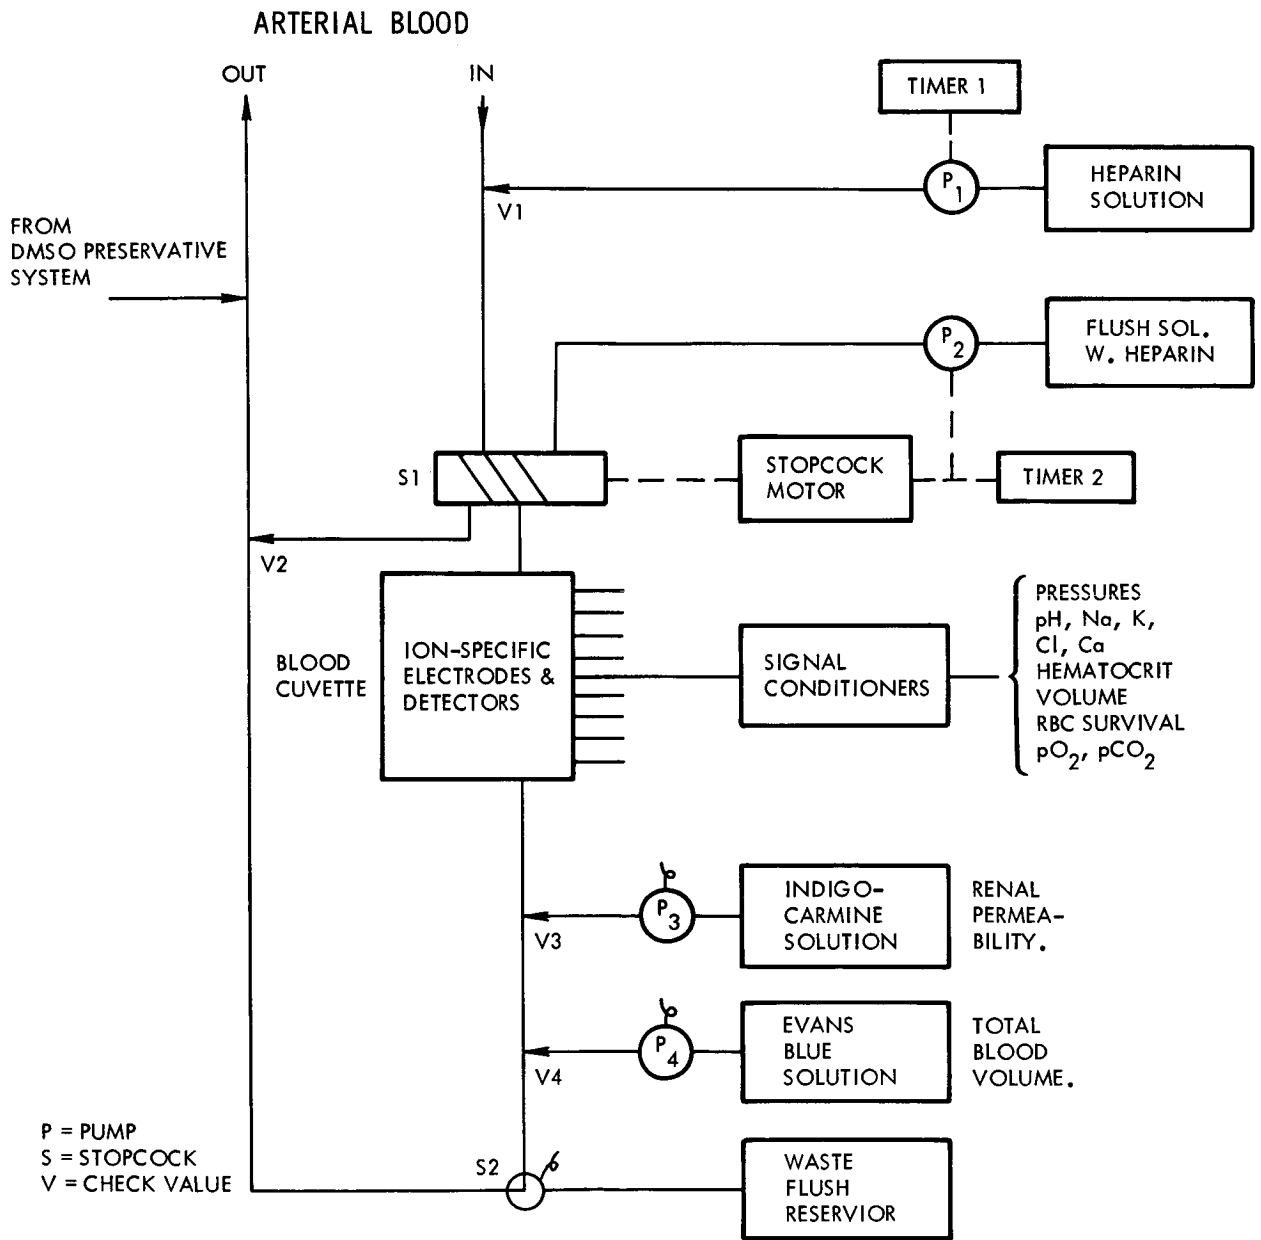 ARTERIAL BLOOD
OUT
IN
TIMER 1
P1
HEPARIN
SOLUTION
V1
FROM
DMSO PRESERVATIVE
SYSTEM
P2
FLUSH SOL.
W. HEPARIN
S1
STOPCOCK
MOTOR
TIMER 2
V2
BLOOD
CUVETTE
ION-SPECIFIC
ELECTRODES &
DETECTORS
SIGNAL
CONDITIONERS
PRESSURES
pH, Na, K,
Cl, Ca
HEMATOCRIT
VOLUME
RBC SURVIVAL
pO2, pCO2
P3
V3
INDIGO-
CARMINE
SOLUTION
RENAL
PERMEA-
BILITY.
P4
V4
EVANS
BLUE
SOLUTION
TOTAL
BLOOD
VOLUME.
P = PUMP
S = STOPCOCK
V = CHECK VALUE
S2
WASTE
FLUSH
RESERVIOR